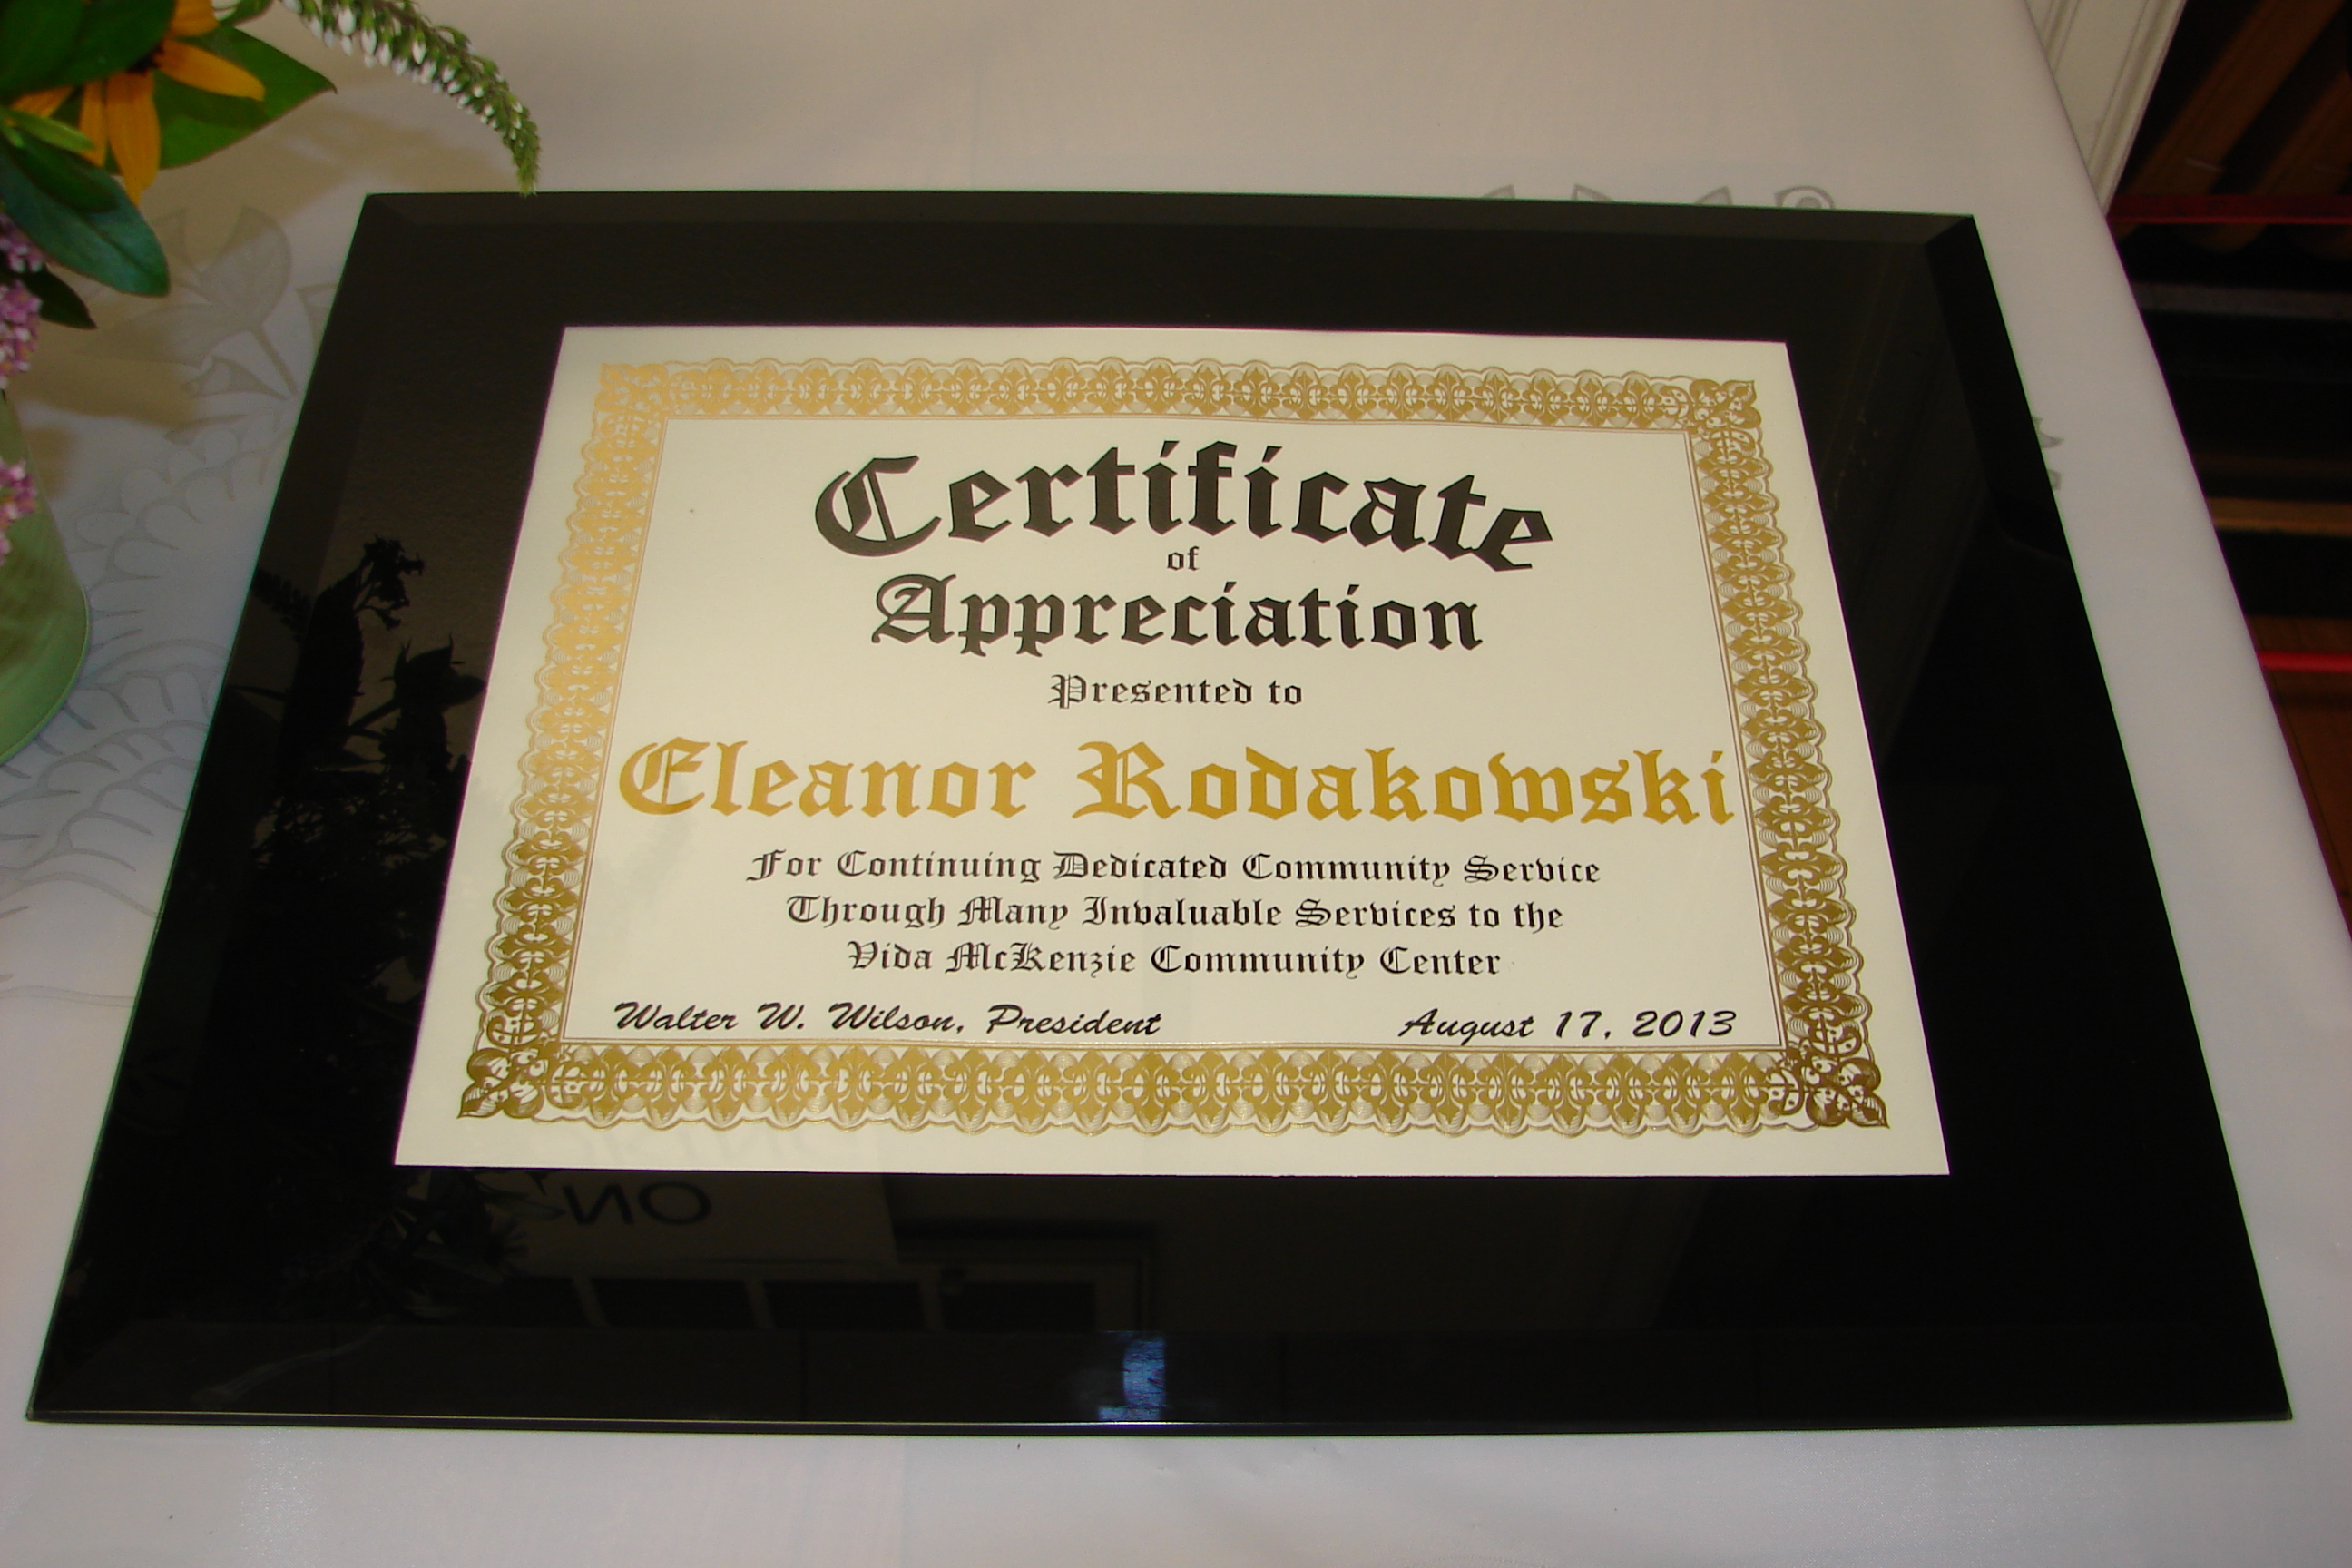 Certificate
of
Appreciation
Presented to
Eleanor Rodakowski
For Continuing Dedicated Community Service
Through Many Invaluable Services to the
Vida McKenzie Community Center
Walter W. Wilson, President August 17, 2013
NO